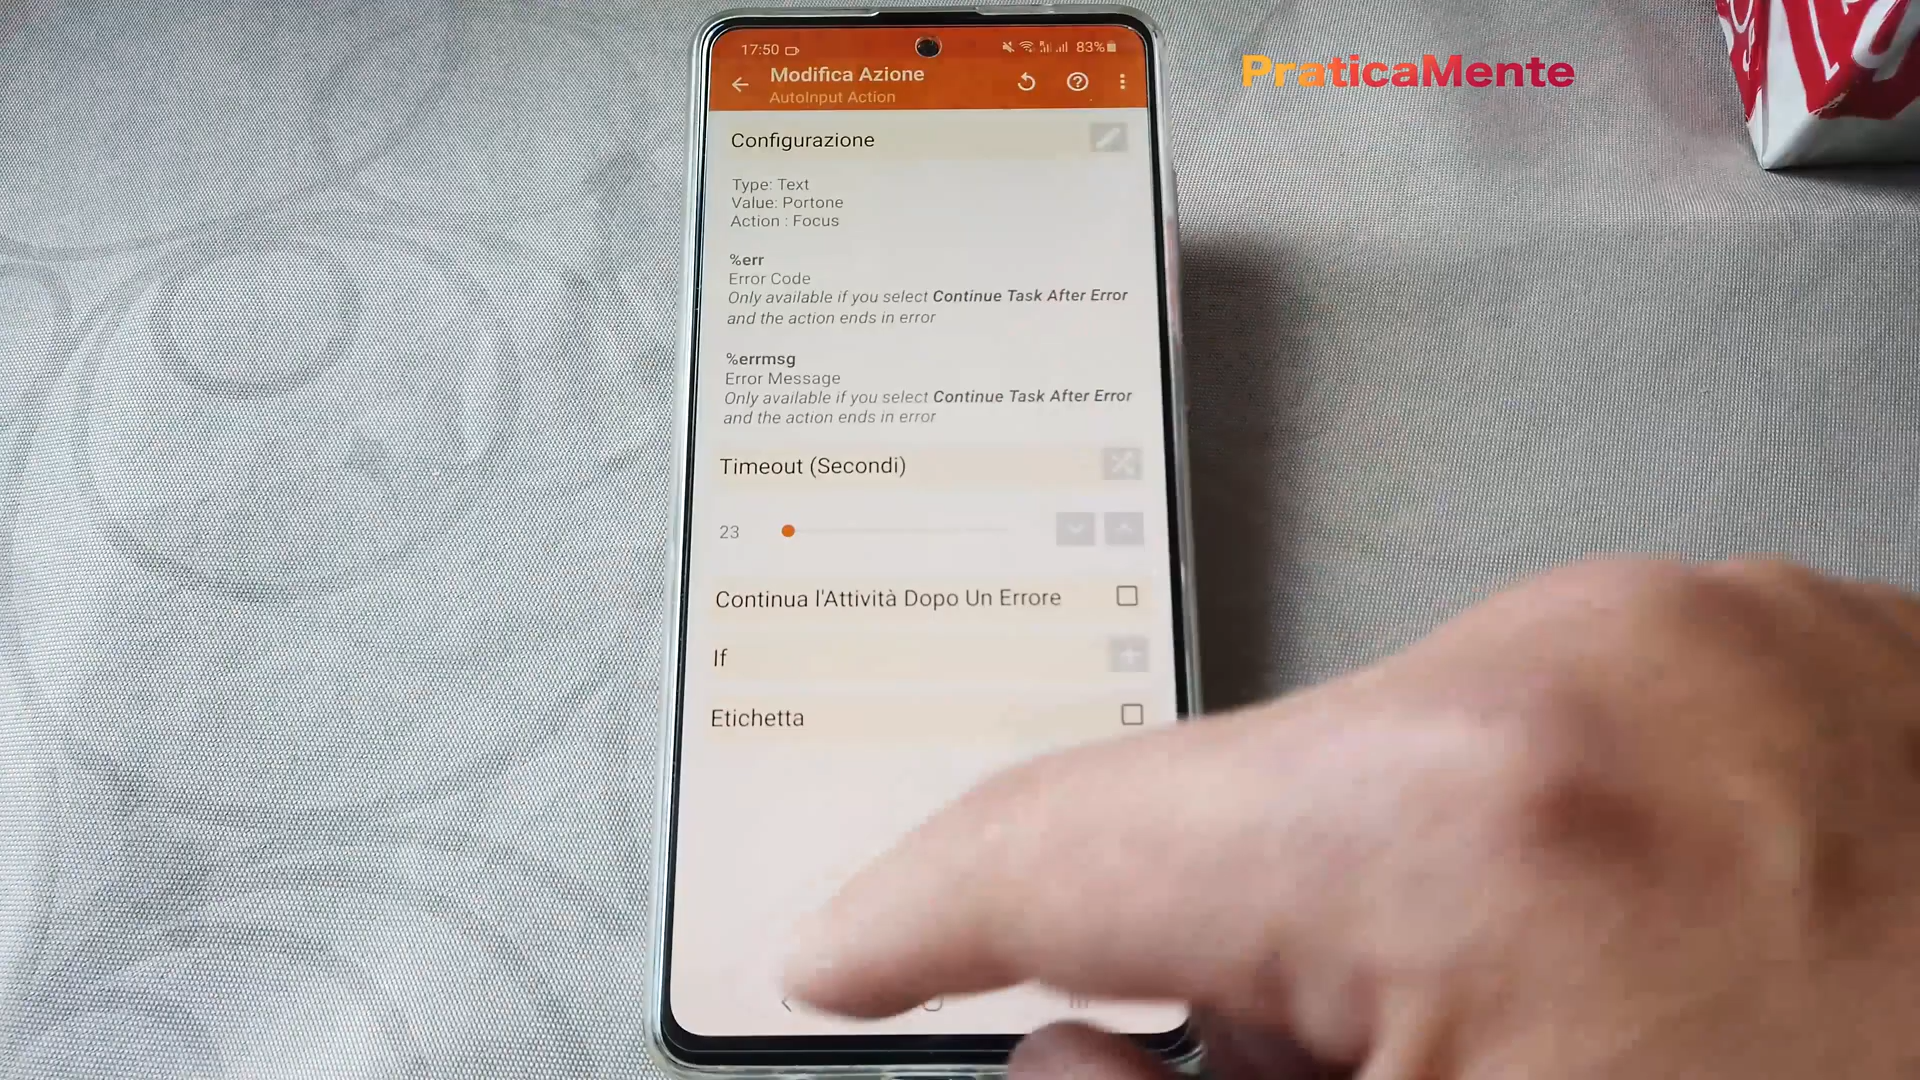 17:50
83%
PraticaMente
Modifica Azione
AutoInput Action
Configurazione
Type: Text
Value: Portone
Action : Focus
%err
Error Code
Only available if you select Continue Task After Error
and the action ends in error
%errmsg
Error Message
Only available if you select Continue Task After Error
and the action ends in error
Timeout (Secondi)
23
Continua l'Attività Dopo Un Errore
If
Etichetta